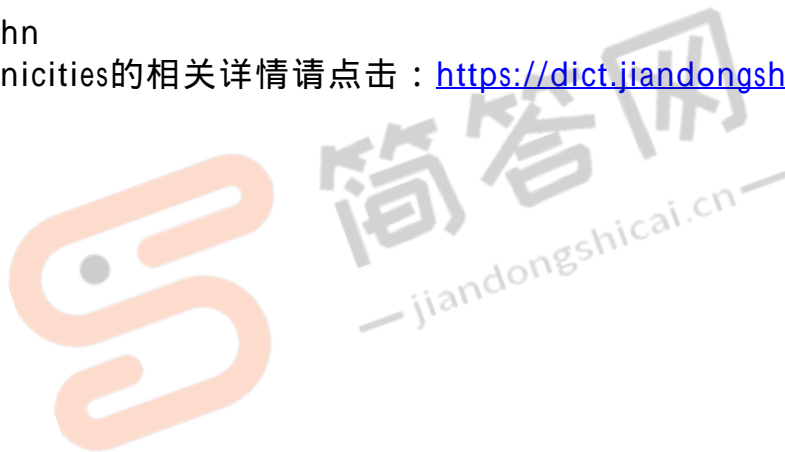 hn
nicities的相关详情请点击：https://dict.jiandongsh
简答网
— jiandongshicai.cn —